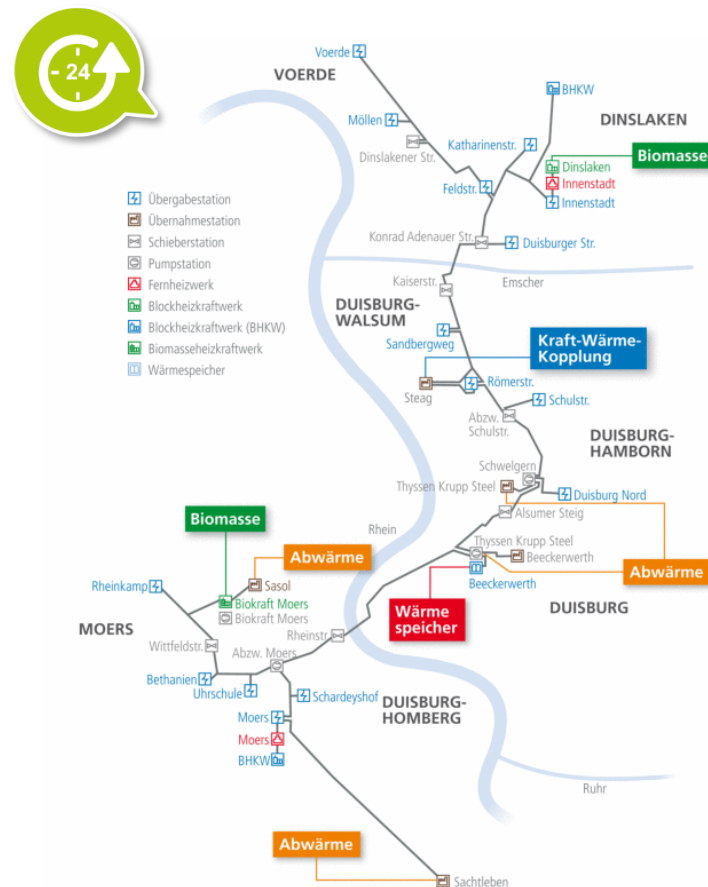 24
Voerde
VOERDE
BHKW
Möllen
DINSLAKEN
Katharinenstr.
Dinslakener Str.
Biomasse
Dinslaken
Feldstr.
Innenstadt
Innenstadt
Übergabestation
Übernahmestation
Schieberstation
Pumpstation
Fernheizwerk
Blockheizkraftwerk
Blockheizkraftwerk (BHKW)
Biomasseheizkraftwerk
Wärmespeicher
Konrad Adenauer Str.
Duisburger Str.
Kaiserstr.
Emscher
DUISBURG-
WALSUM
Sandbergweg
Kraft-Wärme-
Kopplung
Steag
Römerstr.
Schulstr.
Abzw.
Schulstr.
DUISBURG-
HAMBORN
Schwelgern
Thyssen Krupp Steel
Duisburg Nord
Alsumer Steig
Biomasse
Rhein
Thyssen Krupp Steel
Abwärme
Beeckerwerth
Abwärme
Rheinkamp
Sasol
Beeckerwerth
Biokraft Moers
Biokraft Moers
Wärme
speicher
DUISBURG
MOERS
Rheinstr.
Wittfeldstr.
Abzw. Moers
Bethanien
Uhrschule
Schardeyshof
DUISBURG-
HOMBERG
Moers
Moers
BHKW
Ruhr
Abwärme
Sachtleben